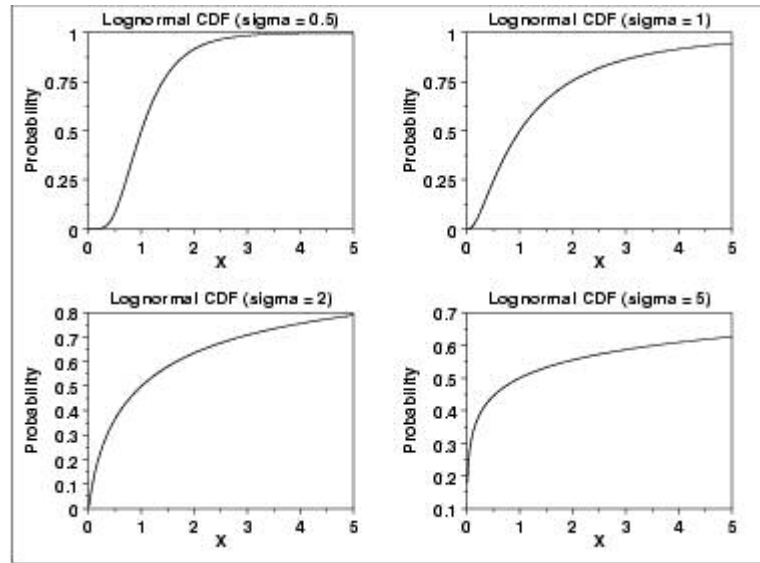 Lognormal CDF (sigma = 0.5)
1
0.75
0.5
0.25
0
Probability
0 1 2 3 4 5
X
Lognormal CDF (sigma = 1)
1
0.75
0.5
0.25
0
Probability
0 1 2 3 4 5
X
Lognormal CDF (sigma = 2)
0.8
0.7
0.6
0.5
0.4
0.3
0.2
0.1
0
Probability
0 1 2 3 4 5
X
Lognormal CDF (sigma = 5)
0.7
0.6
0.5
0.4
0.3
0.2
0.1
Probability
0 1 2 3 4 5
X